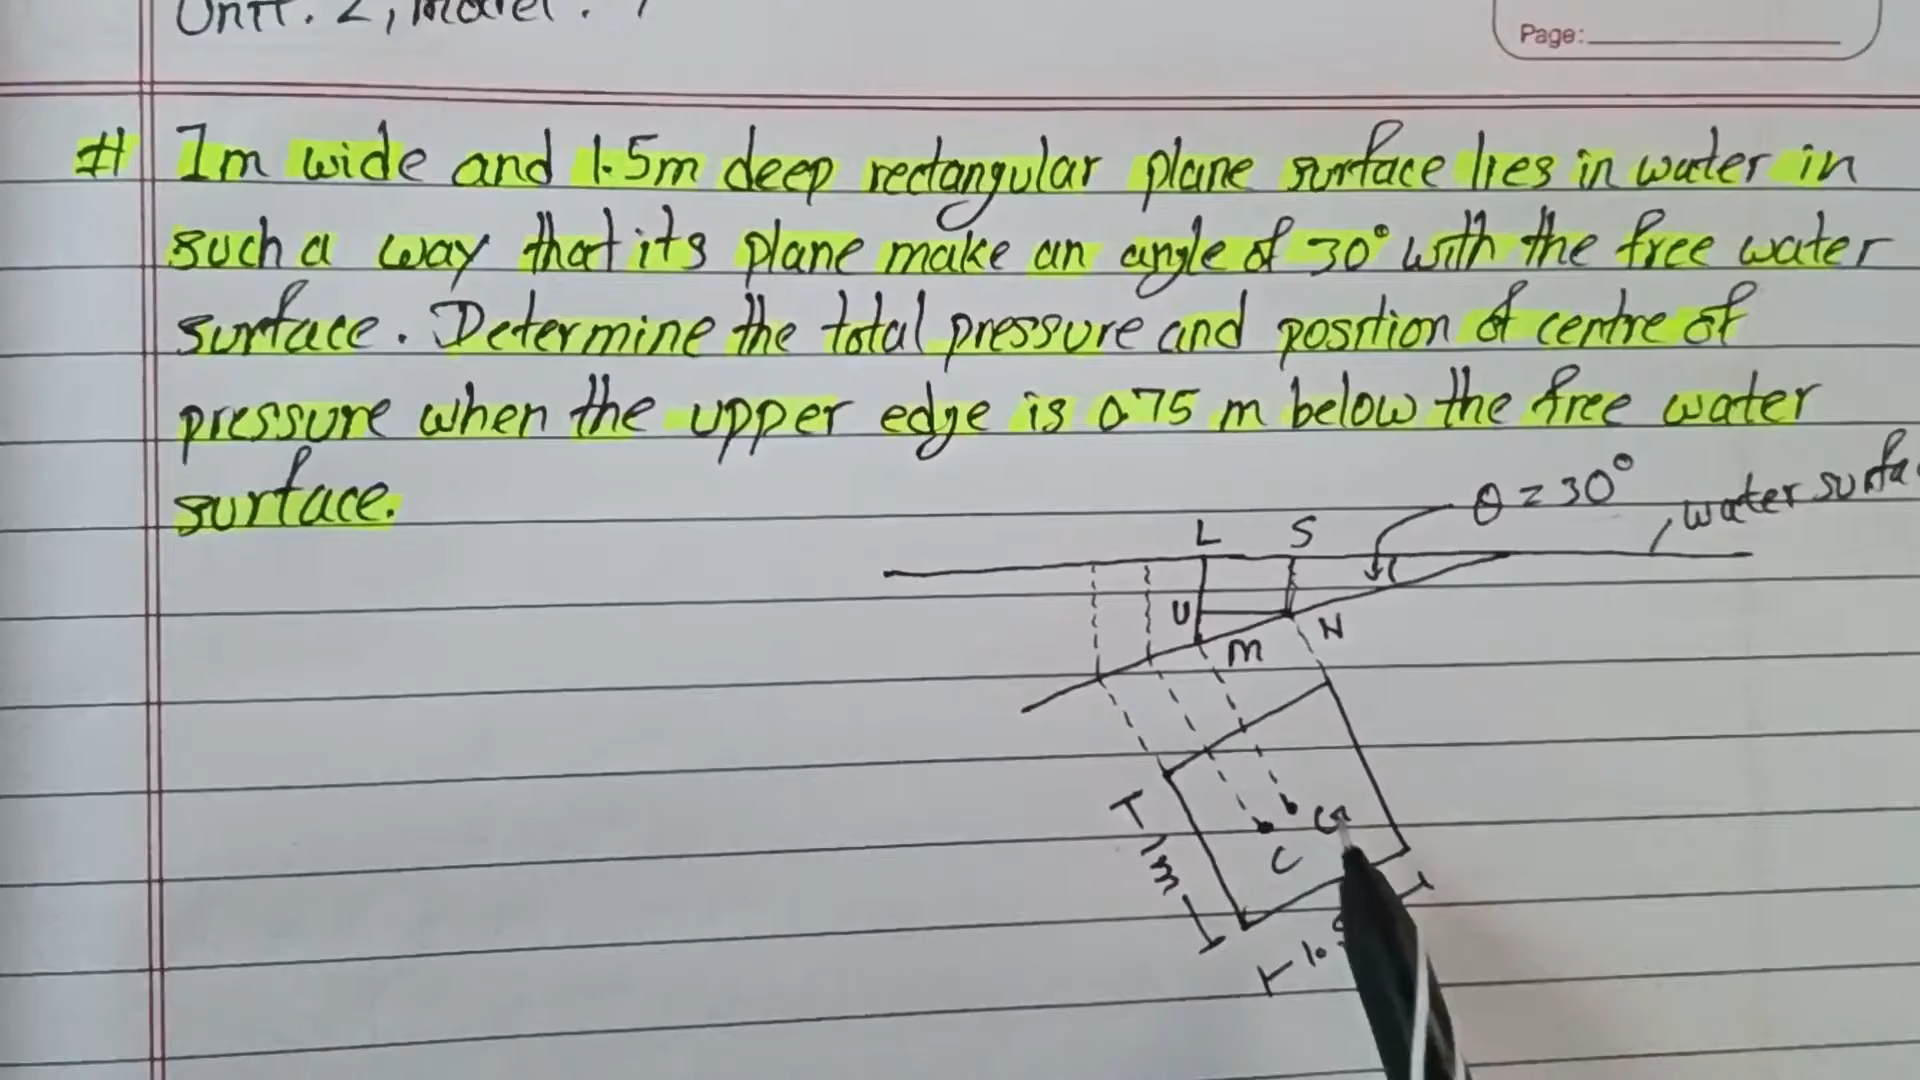 Unit. 2, Model.
Page:
# 1m wide and 1.5m deep rectangular plane surface lies in water in
such a way that its plane make an angle of 30° with the free water
surface. Determine the total pressure and position of centre of
pressure when the upper edge is 0.75 m below the free water
surface.
θ = 30°
water surfa
L S
U
M N
G
C
1m
1.5